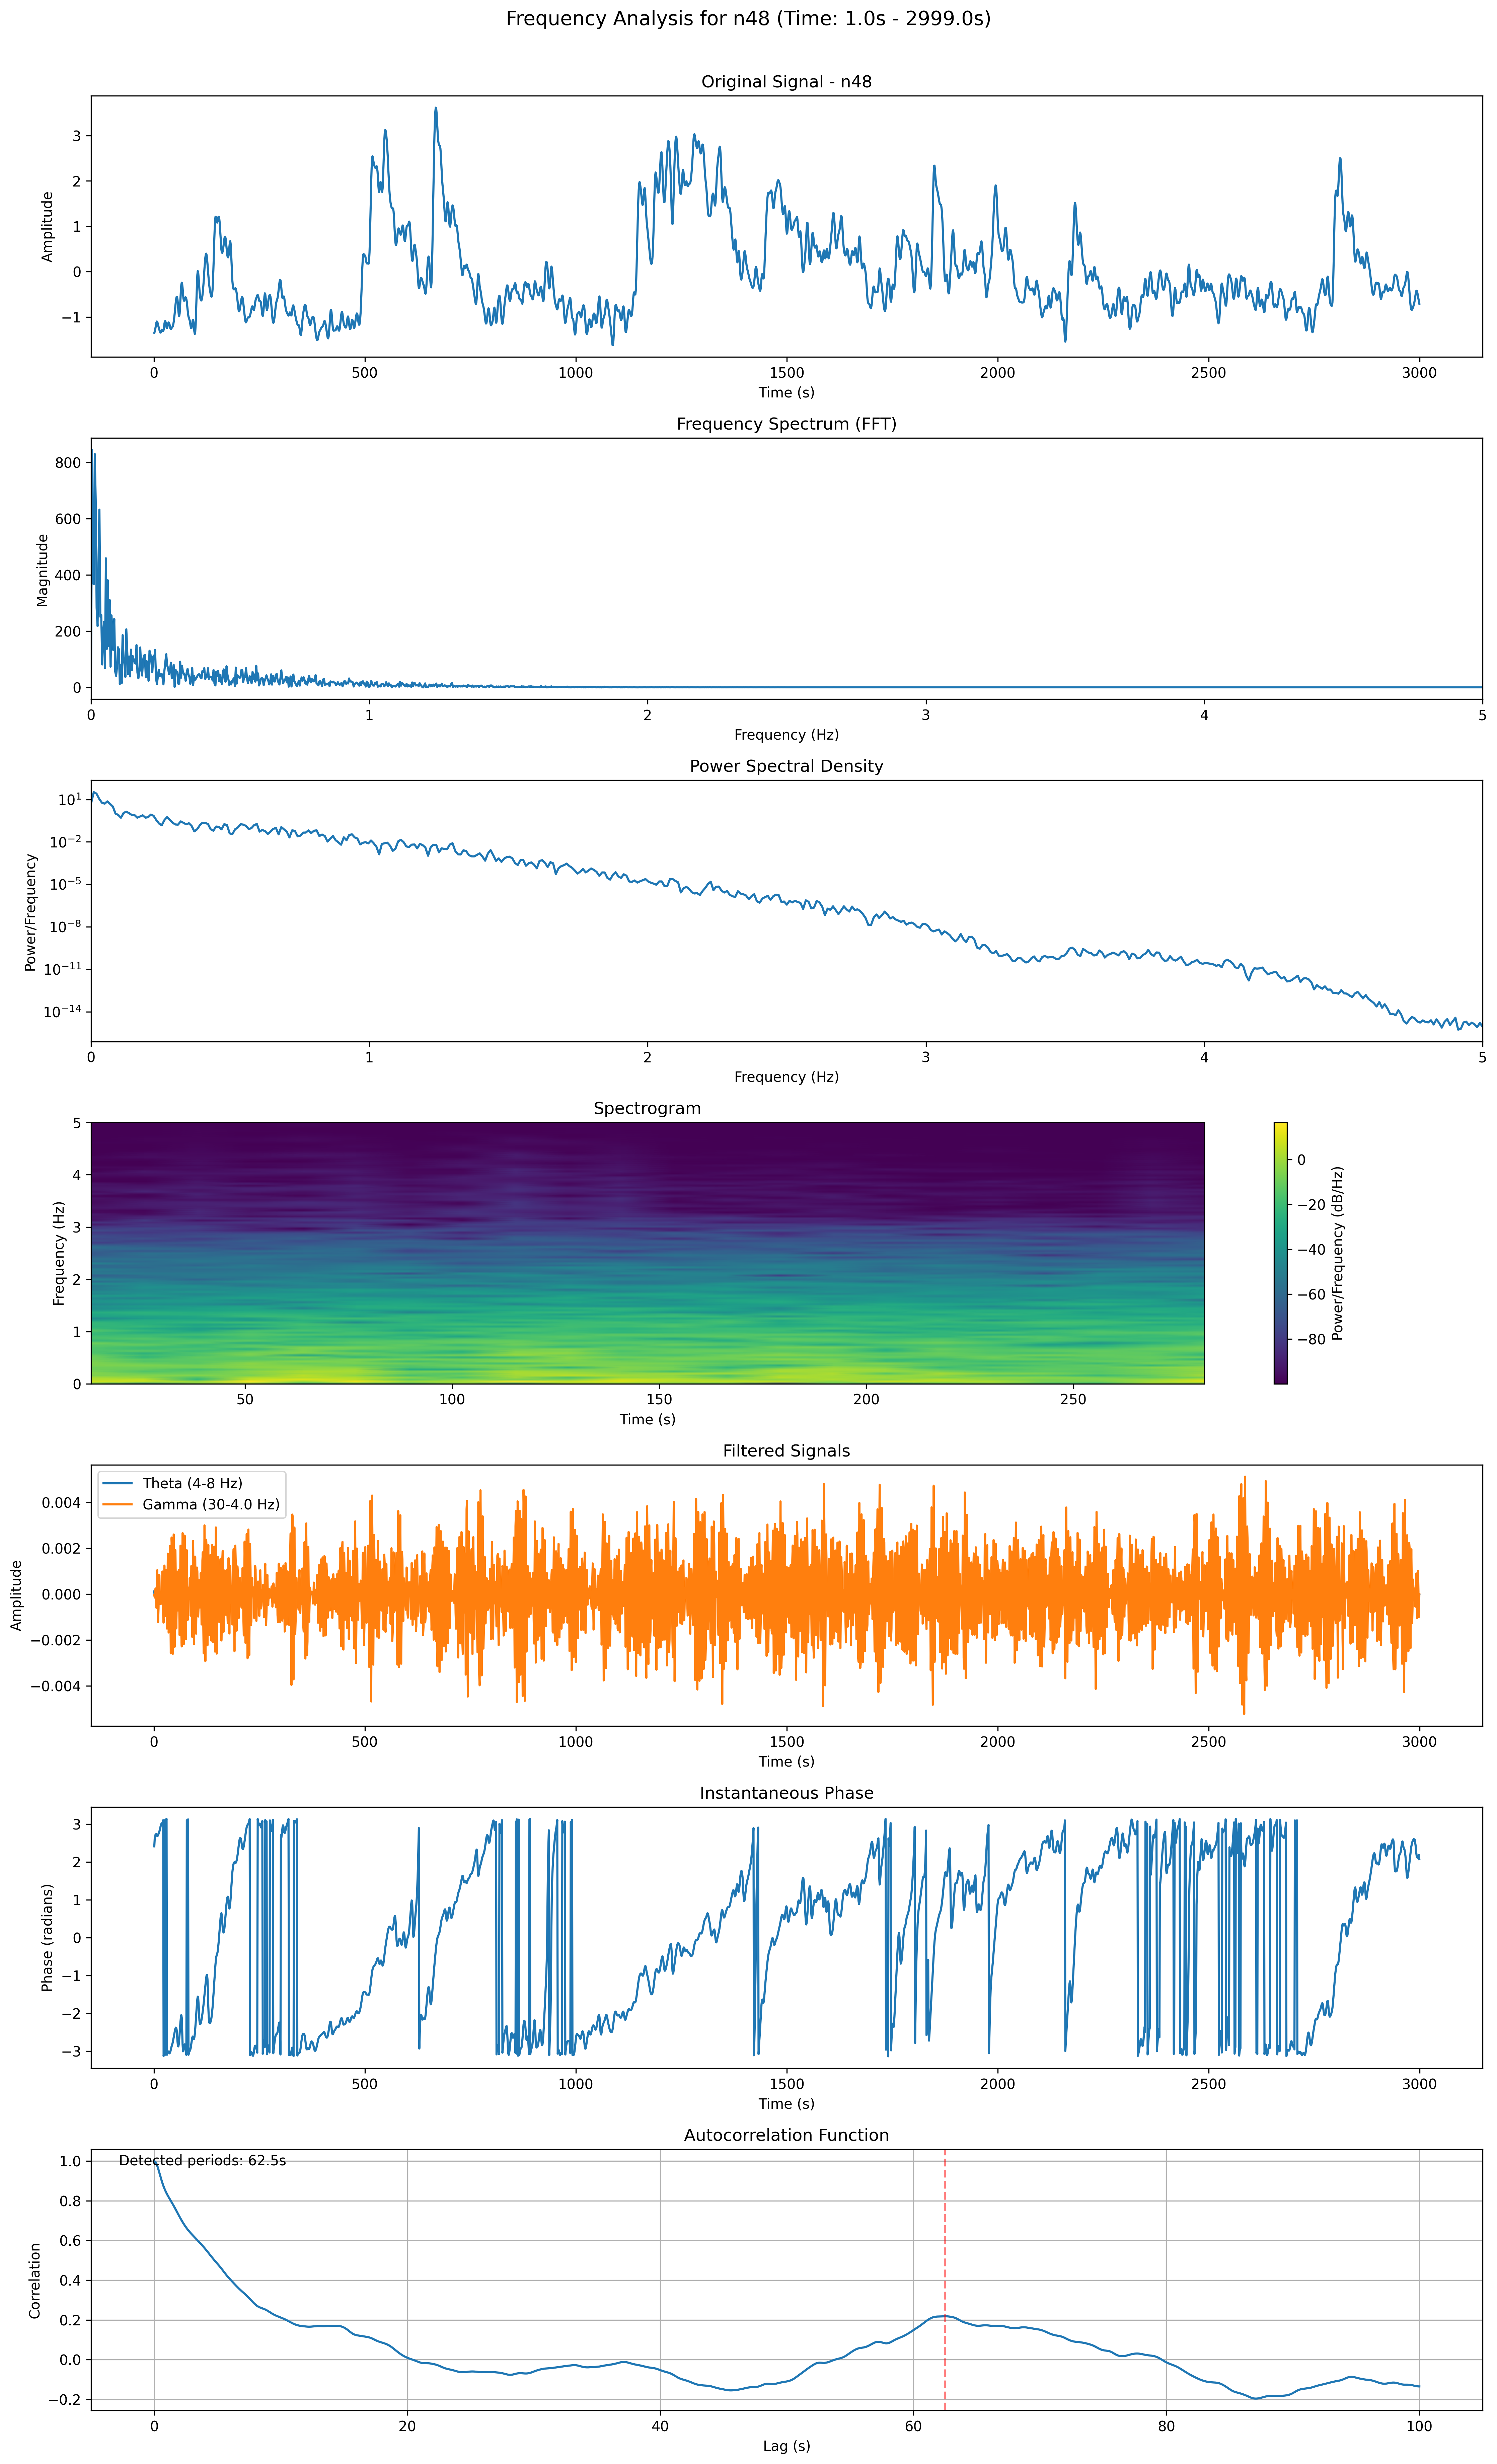 Frequency Analysis for n48 (Time: 1.0s - 2999.0s)
Original Signal - n48
3
2
1
0
−1
Amplitude
0 500 1000 1500 2000 2500 3000
Time (s)
Frequency Spectrum (FFT)
800
600
400
200
0
Magnitude
0 1 2 3 4 5
Frequency (Hz)
Power Spectral Density
10¹
10⁻²
10⁻⁵
10⁻⁸
10⁻¹¹
10⁻¹⁴
Power/Frequency
0 1 2 3 4 5
Frequency (Hz)
Spectrogram
5
4
3
2
1
0
Frequency (Hz)
50 100 150 200 250
Time (s)
0
−20
−40
−60
−80
Power/Frequency (dB/Hz)
Filtered Signals
Theta (4-8 Hz)
Gamma (30-4.0 Hz)
0.004
0.002
0.000
−0.002
−0.004
Amplitude
0 500 1000 1500 2000 2500 3000
Time (s)
Instantaneous Phase
3
2
1
0
−1
−2
−3
Phase (radians)
0 500 1000 1500 2000 2500 3000
Time (s)
Autocorrelation Function
Detected periods: 62.5s
1.0
0.8
0.6
0.4
0.2
0.0
−0.2
Correlation
0 20 40 60 80 100
Lag (s)